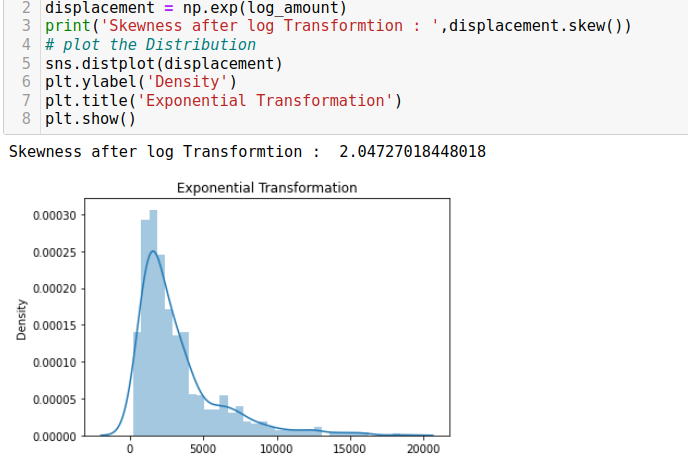 2 displacement = np.exp(log_amount)
3 print('Skewness after log Transformtion : ',displacement.skew())
4 # plot the Distribution
5 sns.distplot(displacement)
6 plt.ylabel('Density')
7 plt.title('Exponential Transformation')
8 plt.show()
Skewness after log Transformtion :  2.04727018448018
Exponential Transformation
0.00030
0.00025
0.00020
0.00015
0.00010
0.00005
0.00000
Density
0 5000 10000 15000 20000